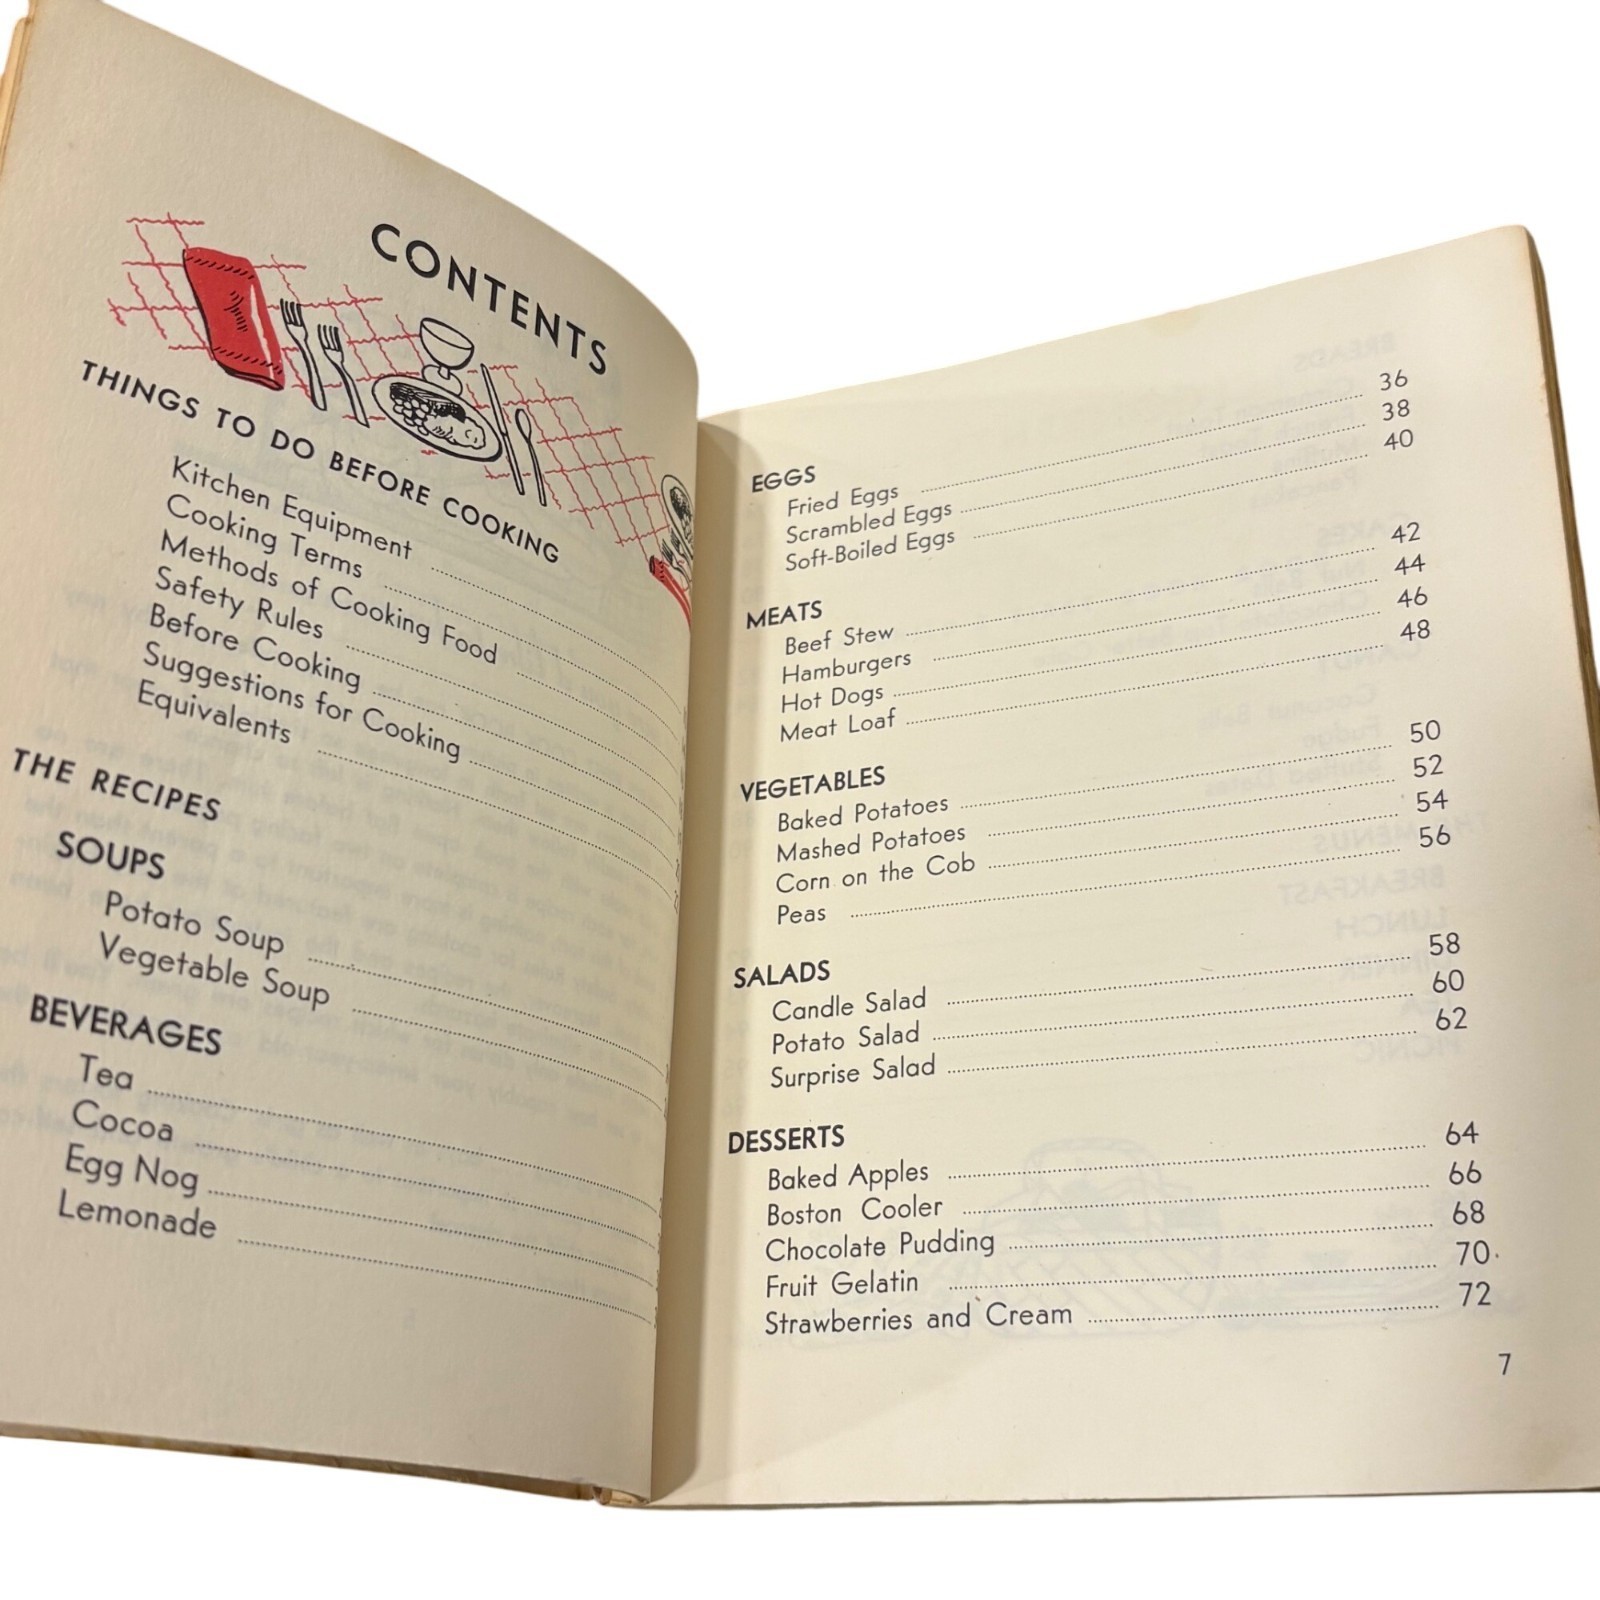 CONTENTS
THINGS TO DO BEFORE COOKING
Kitchen Equipment
Cooking Terms
Methods of Cooking Food
Safety Rules
Before Cooking
Suggestions for Cooking
Equivalents
THE RECIPES
SOUPS
Potato Soup
Vegetable Soup
BEVERAGES
Tea
Cocoa
Egg Nog
Lemonade
EGGS
Fried Eggs 36
Scrambled Eggs 38
Soft-Boiled Eggs 40
MEATS
Beef Stew 42
Hamburgers 44
Hot Dogs 46
Meat Loaf 48
VEGETABLES
Baked Potatoes 50
Mashed Potatoes 52
Corn on the Cob 54
Peas 56
SALADS
Candle Salad 58
Potato Salad 60
Surprise Salad 62
DESSERTS
Baked Apples 64
Boston Cooler 66
Chocolate Pudding 68
Fruit Gelatin 70
Strawberries and Cream 72
7